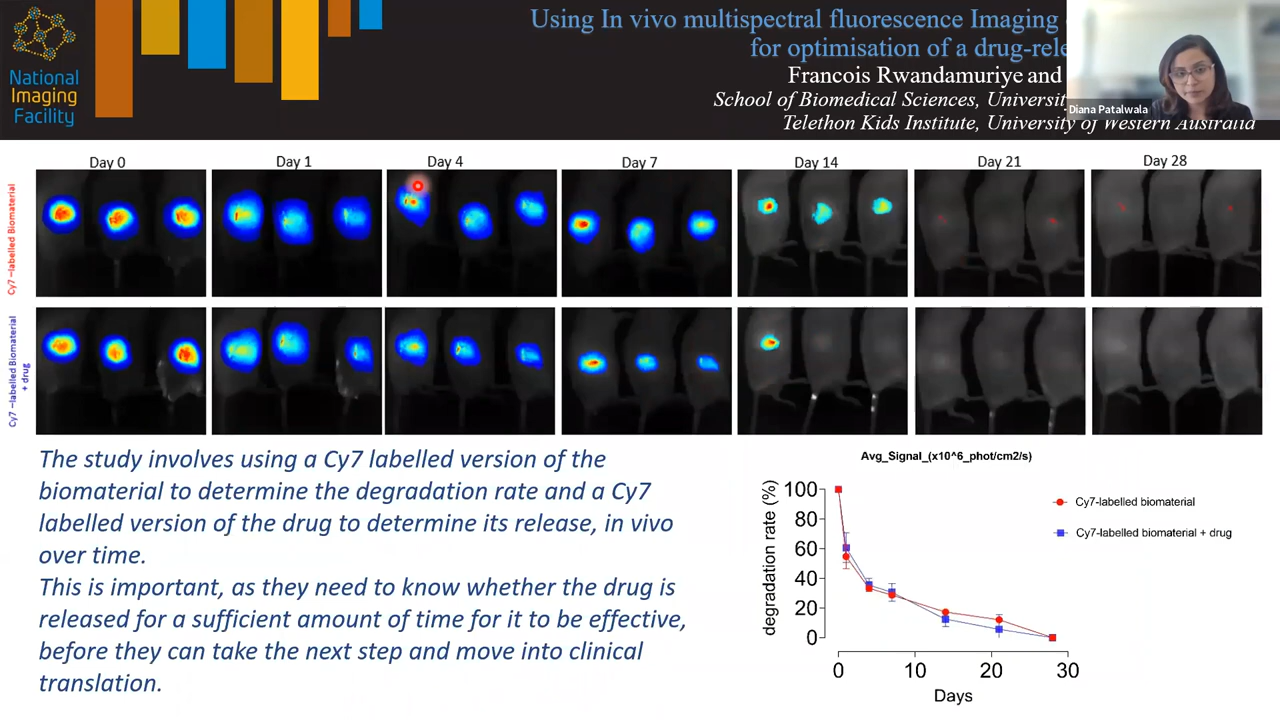 National
Imaging
Facility
Using In vivo multispectral fluorescence Imaging
for optimisation of a
Francois Rwandamuriye and
School of Biomedical Sciences,
Telethon Kids Institute, University of Western Australia
Diana Patalwala
Day 0
Day 1
Day 4
Day 7
Day 14
Day 21
Day 28
Cy7 –labelled Biomaterial
Cy7 –labelled Biomaterial
+ drug
The study involves using a Cy7 labelled version of the
biomaterial to determine the degradation rate and a Cy7
labelled version of the drug to determine its release, in vivo
over time.
This is important, as they need to know whether the drug is
released for a sufficient amount of time for it to be effective,
before they can take the next step and move into clinical
translation.
Avg_Signal_(x10^6_phot/cm2/s)
degradation rate (%)
100
80
60
40
20
0
0
10
20
30
Days
Cy7-labelled biomaterial
Cy7-labelled biomaterial + drug